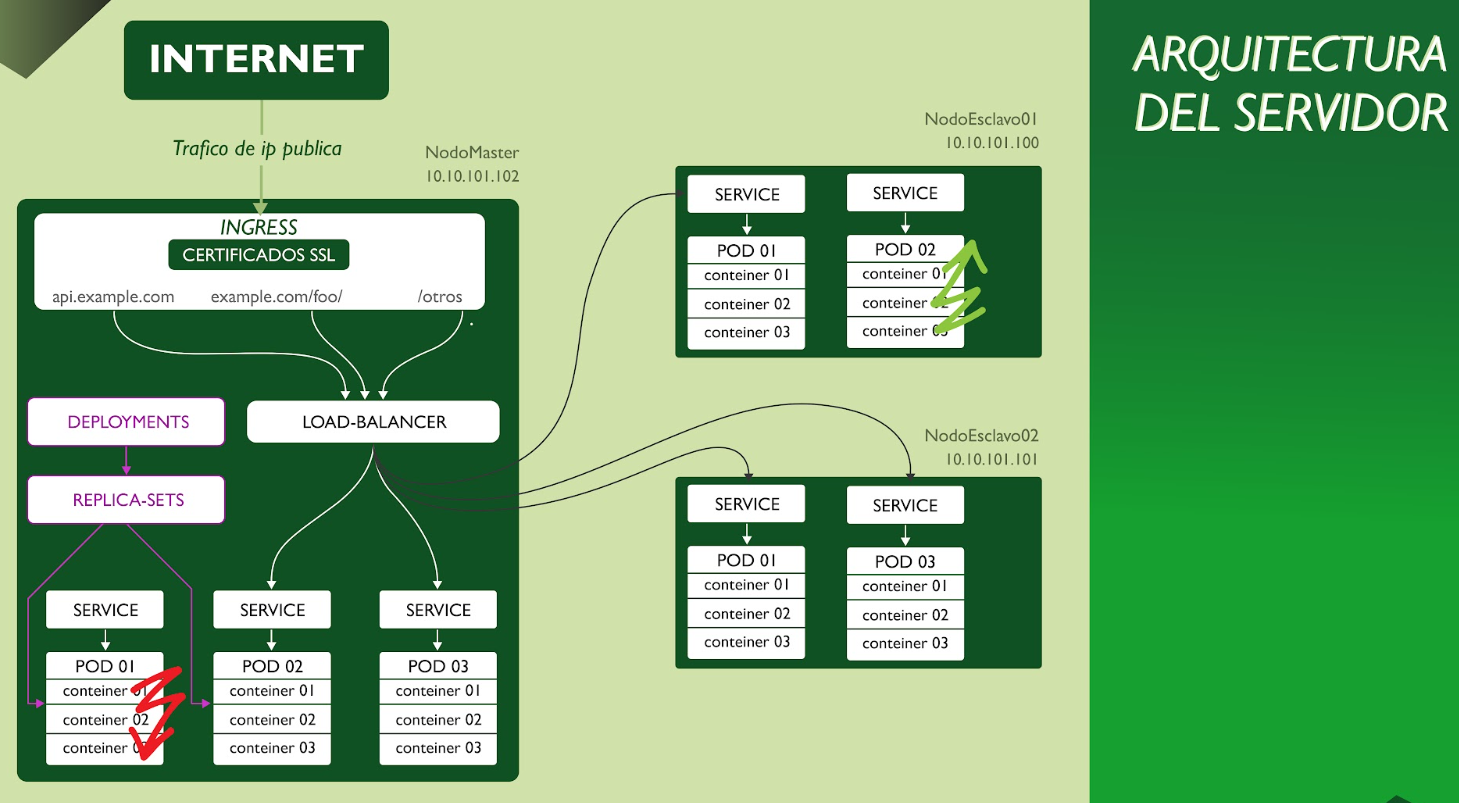 INTERNET
ARQUITECTURA
DEL SERVIDOR
Trafico de ip publica
NodoMaster
10.10.101.102
INGRESS
CERTIFICADOS SSL
api.example.com
example.com/foo/
/otros
DEPLOYMENTS
LOAD-BALANCER
REPLICA-SETS
SERVICE
POD 01
conteiner 01
conteiner 02
conteiner
SERVICE
POD 02
conteiner 01
conteiner 02
conteiner 03
SERVICE
POD 03
conteiner 01
conteiner 02
conteiner 03
NodoEsclavo01
10.10.101.100
SERVICE
POD 01
conteiner 01
conteiner 02
conteiner 03
SERVICE
POD 02
conteiner 01
conteiner
conteiner 03
NodoEsclavo02
10.10.101.101
SERVICE
POD 01
conteiner 01
conteiner 02
conteiner 03
SERVICE
POD 03
conteiner 01
conteiner 02
conteiner 03